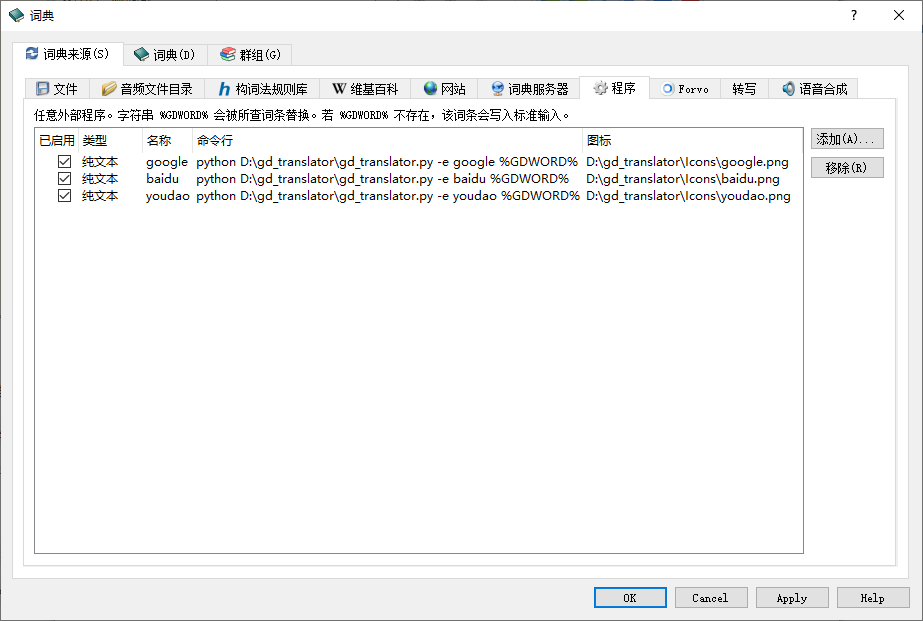 词典
?
词典来源(S) 词典(D) 群组(G)
文件 音频文件目录 构词法规则库 维基百科 网站 词典服务器 程序 Forvo 转写 语音合成
任意外部程序。字符串 %GDWORD% 会被所查词条替换。若 %GDWORD% 不存在，该词条会写入标准输入。
已启用 类型 名称 命令行 图标
纯文本 google python D:\gd_translator\gd_translator.py -e google %GDWORD% D:\gd_translator\Icons\google.png
纯文本 baidu python D:\gd_translator\gd_translator.py -e baidu %GDWORD% D:\gd_translator\Icons\baidu.png
纯文本 youdao python D:\gd_translator\gd_translator.py -e youdao %GDWORD% D:\gd_translator\Icons\youdao.png
添加(A)...
移除(R)
OK Cancel Apply Help